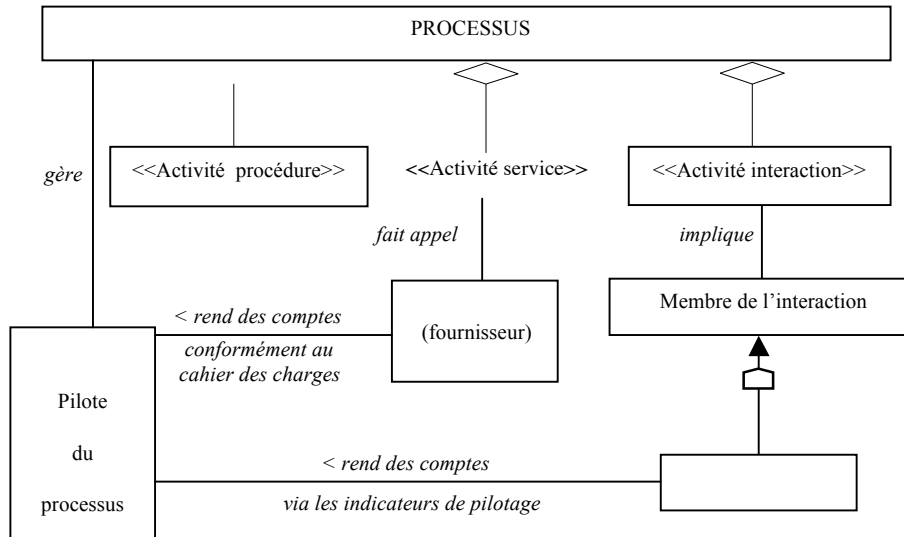 PROCESSUS
<<Activité procédure>>
<<Activité service>>
<<Activité interaction>>
gère
fait appel
implique
Membre de l’interaction
< rend des comptes
conformément au
cahier des charges
(fournisseur)
Pilote
du
processus
< rend des comptes
via les indicateurs de pilotage